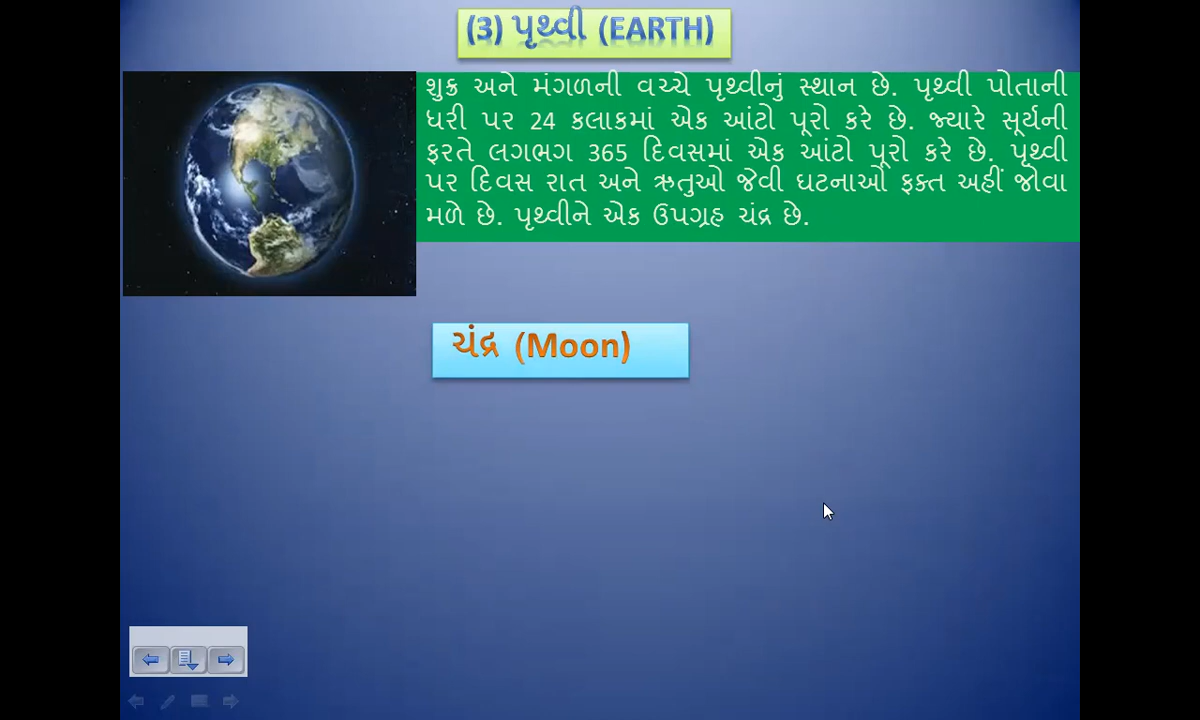 (3) પૃથ્વી (EARTH)
શુક્ર અને મંગળની વચ્ચે પૃથ્વીનું સ્થાન છે. પૃથ્વી પોતાની
ધરી પર 24 કલાકમાં એક આંટો પૂરો કરે છે. જ્યારે સૂર્યની
ફરતે લગભગ 365 દિવસમાં એક આંટો પૂરો કરે છે. પૃથ્વી
પર દિવસ રાત અને ઋતુઓ જેવી ઘટનાઓ ફક્ત અહીં જોવા
મળે છે. પૃથ્વીને એક ઉપગ્રહ ચંદ્ર છે.
ચંદ્ર (Moon)